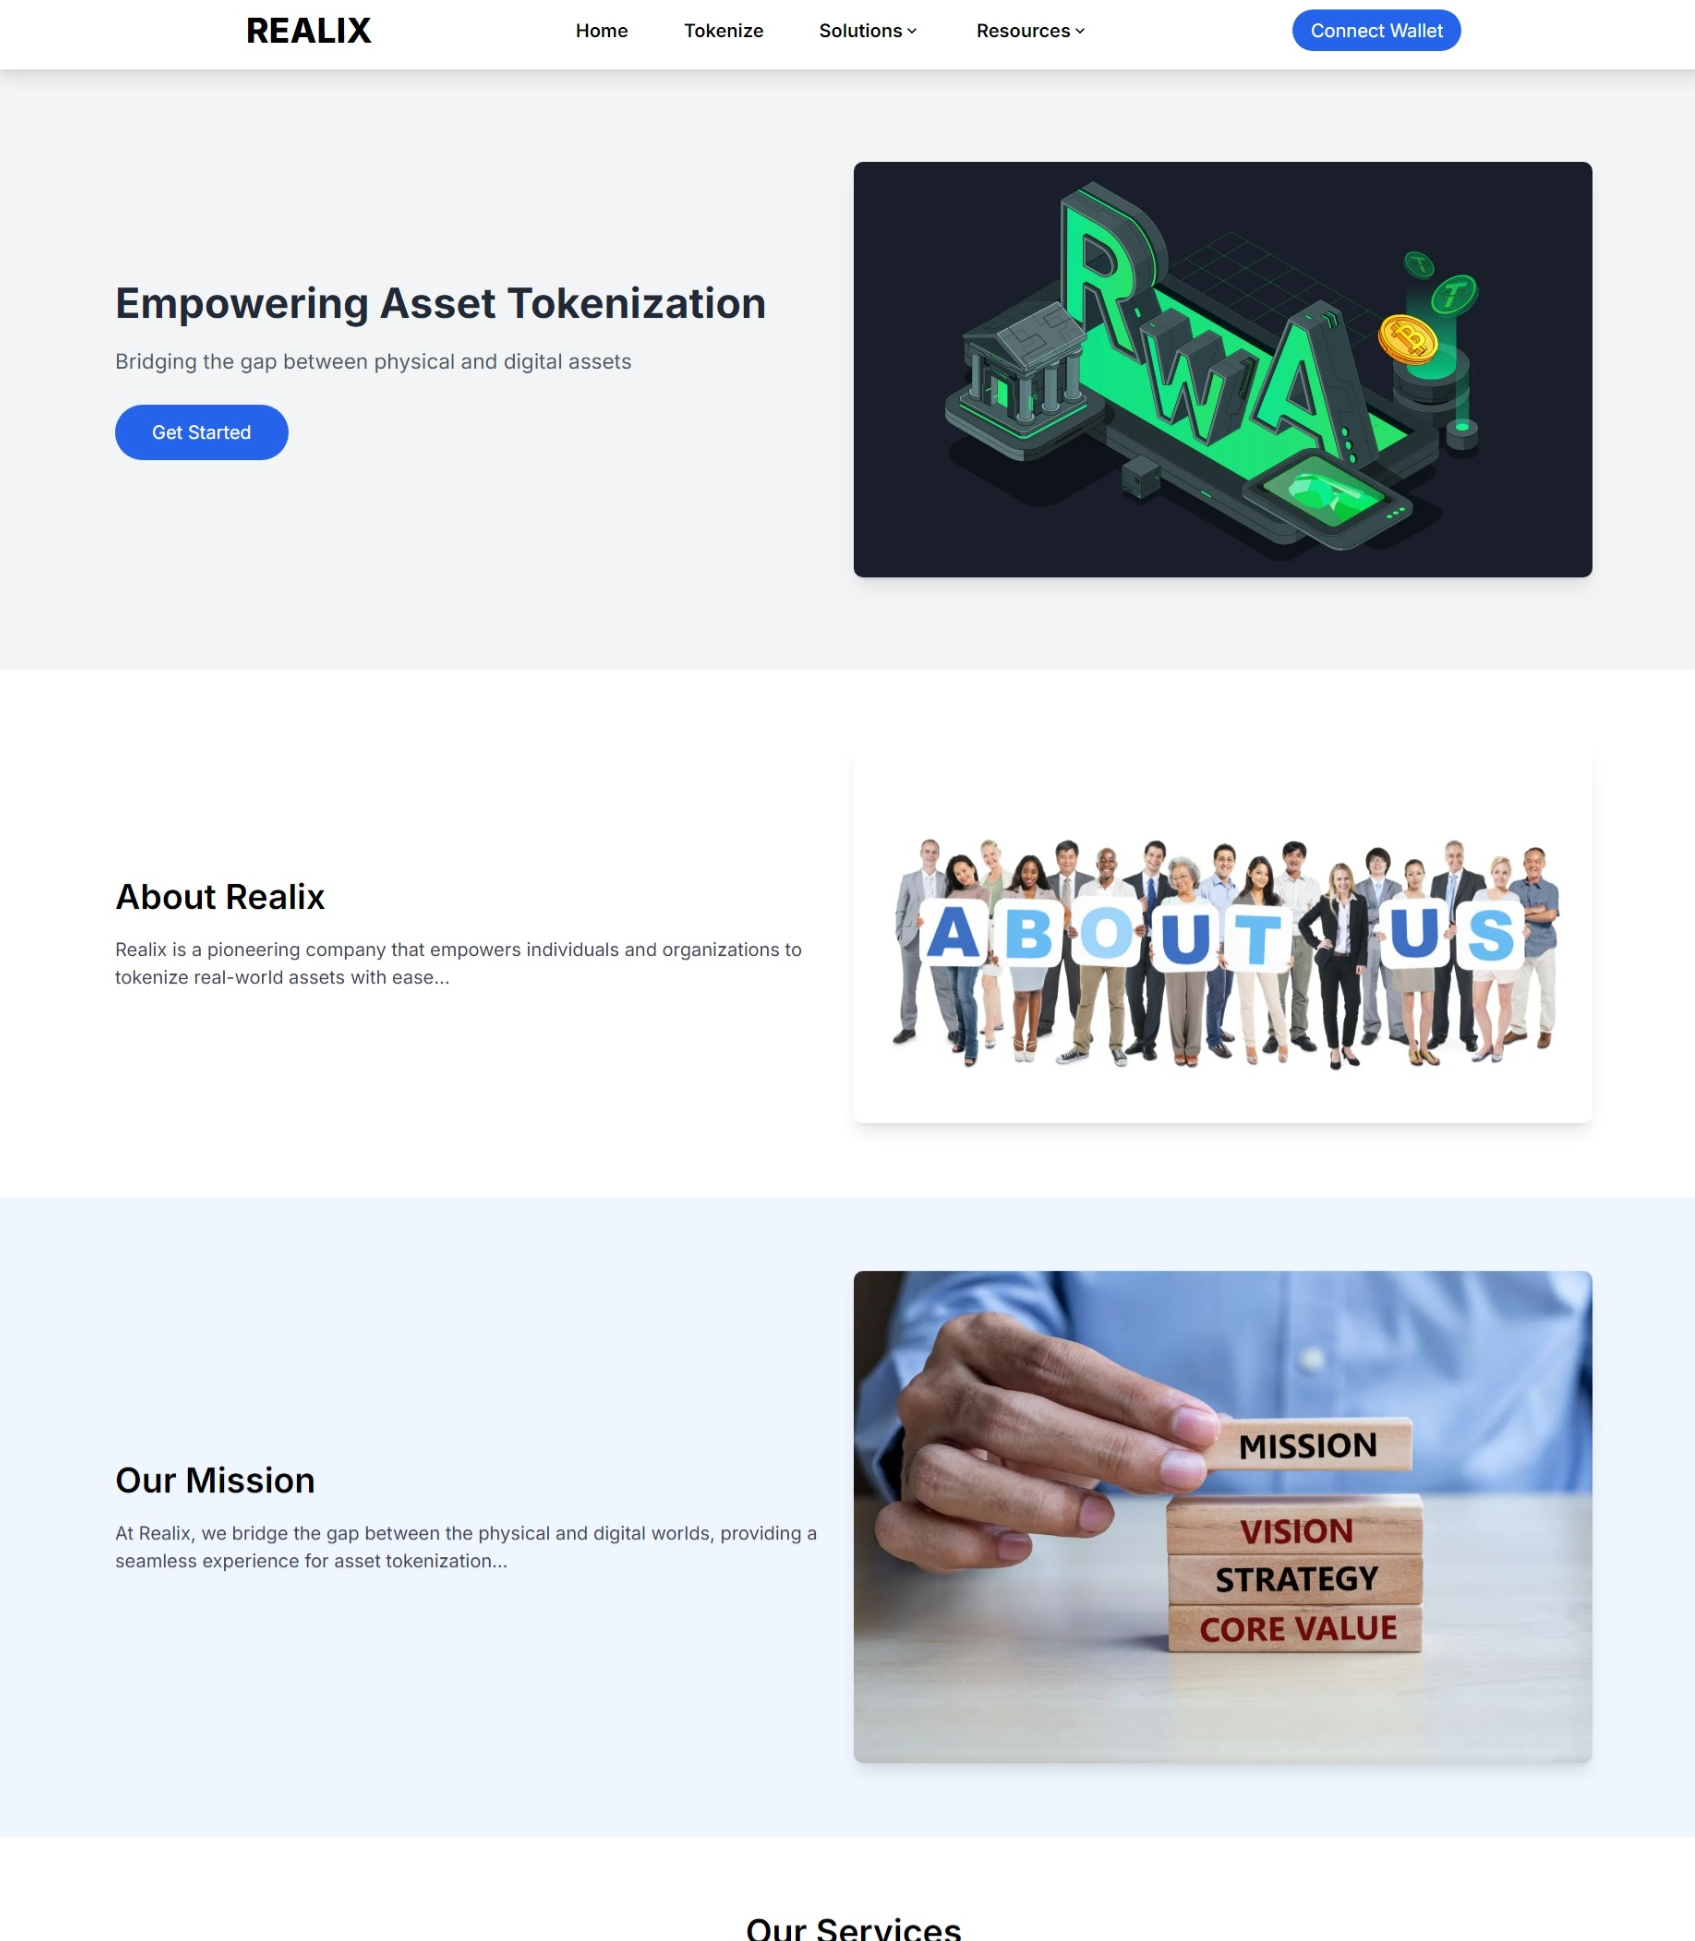 REALIX
Home
Tokenize
Solutions
Resources
Connect Wallet
Empowering Asset Tokenization
Bridging the gap between physical and digital assets
Get Started
RWA
About Realix
Realix is a pioneering company that empowers individuals and organizations to
tokenize real-world assets with ease...
ABOUT US
Our Mission
At Realix, we bridge the gap between the physical and digital worlds, providing a
seamless experience for asset tokenization...
MISSION
VISION
STRATEGY
CORE VALUE
Our Services